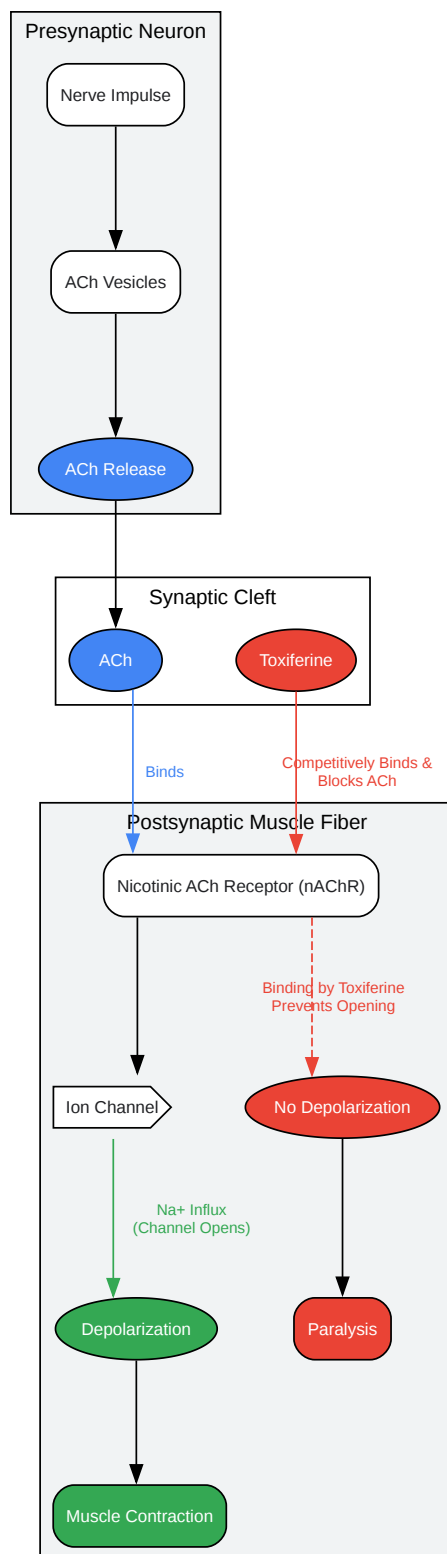 Presynaptic Neuron
Nerve Impulse
ACh Vesicles
ACh Release
Synaptic Cleft
ACh
Toxiferine
Binds
Competitively Binds &
Blocks ACh
Postsynaptic Muscle Fiber
Nicotinic ACh Receptor (nAChR)
Binding by Toxiferine
Prevents Opening
Ion Channel
No Depolarization
Na+ Influx
(Channel Opens)
Depolarization
Paralysis
Muscle Contraction